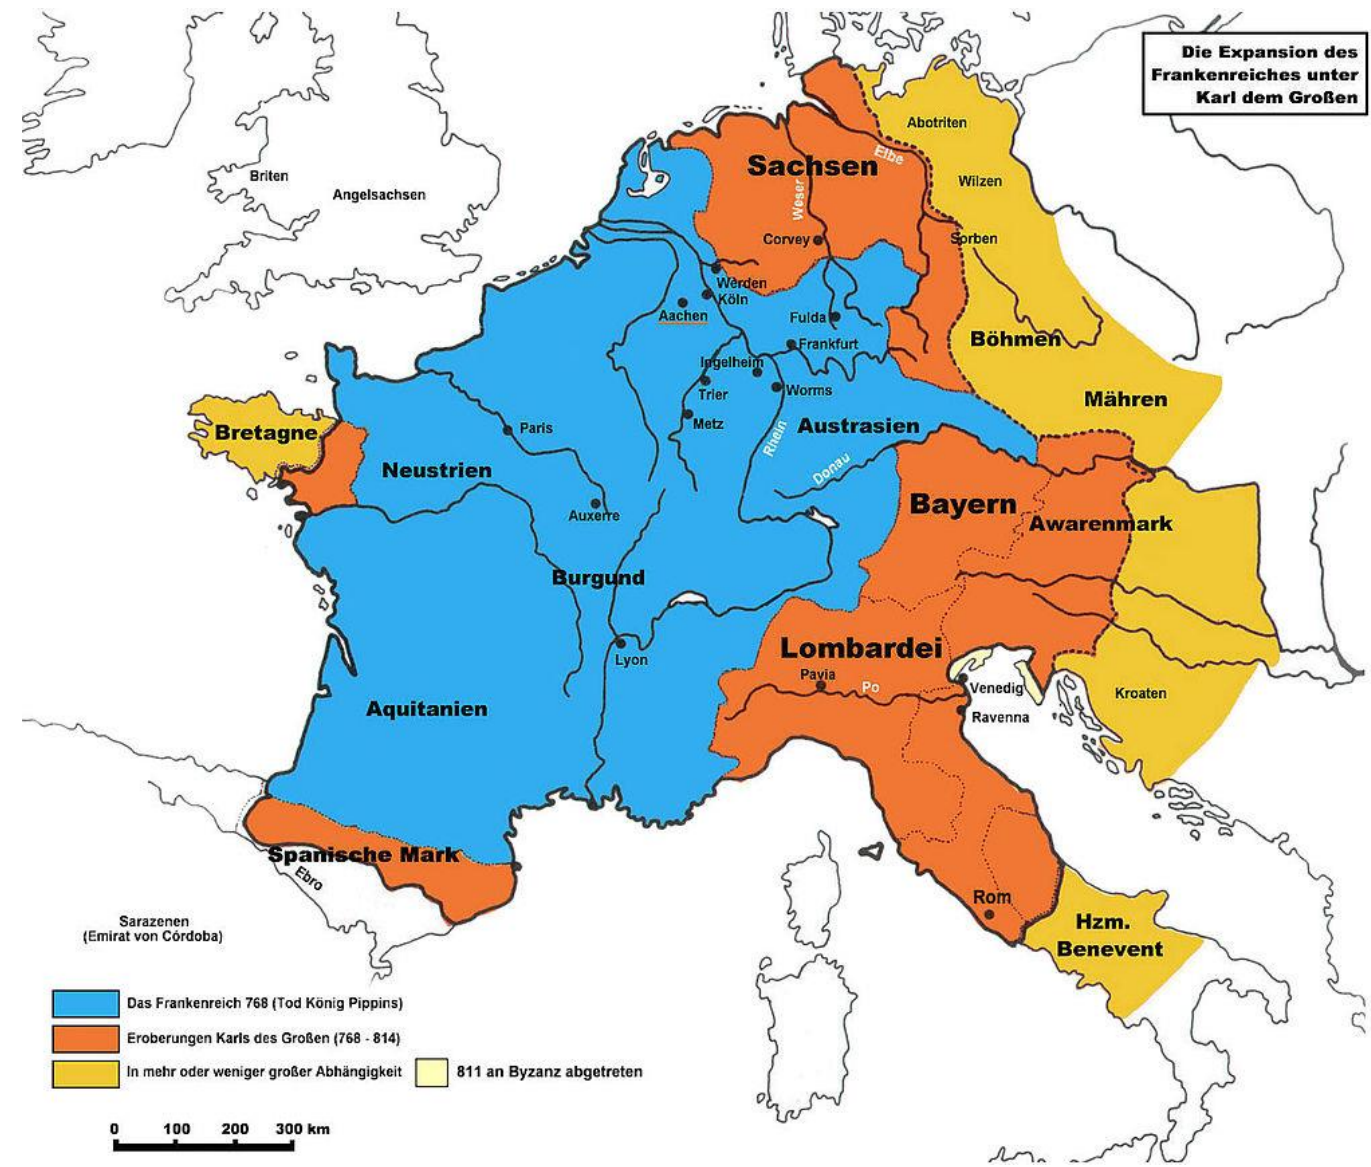 Die Expansion des
Frankenreiches unter
Karl dem Großen
Abotriten
Elbe
Sachsen
Briten
Wilzen
Angelsachsen
Weser
Corvey
Sorben
Werden
Köln
Aachen
Fulda
Böhmen
Frankfurt
Ingelheim
Trier
Worms
Mähren
Metz
Bretagne
Paris
Rhein
Austrasien
Neustrien
Donau
Bayern
Auxerre
Awarenmark
Burgund
Lombardei
Lyon
Pavia
Po
Venedig
Kroaten
Aquitanien
Ravenna
Spanische Mark
Ebro
Rom
Sarazenen
(Emirat von Córdoba)
Hzm.
Benevent
Das Frankenreich 768 (Tod König Pippins)
Eroberungen Karls des Großen (768 - 814)
In mehr oder weniger großer Abhängigkeit
811 an Byzanz abgetreten
0 100 200 300 km